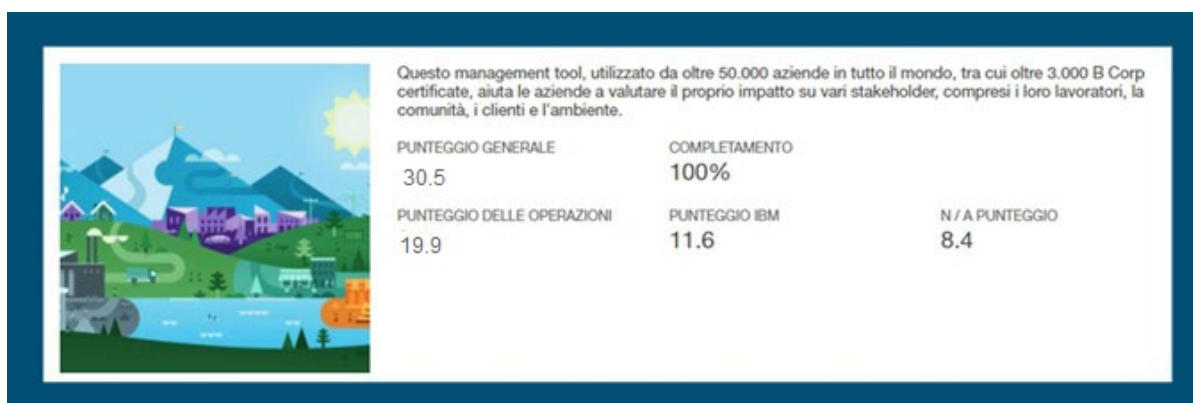 Questo management tool, utilizzato da oltre 50.000 aziende in tutto il mondo, tra cui oltre 3.000 B Corp
certificate, aiuta le aziende a valutare il proprio impatto su vari stakeholder, compresi i loro lavoratori, la
comunità, i clienti e l'ambiente.
PUNTEGGIO GENERALE COMPLETAMENTO
30.5 100%
PUNTEGGIO DELLE OPERAZIONI PUNTEGGIO IBM N / A PUNTEGGIO
19.9 11.6 8.4